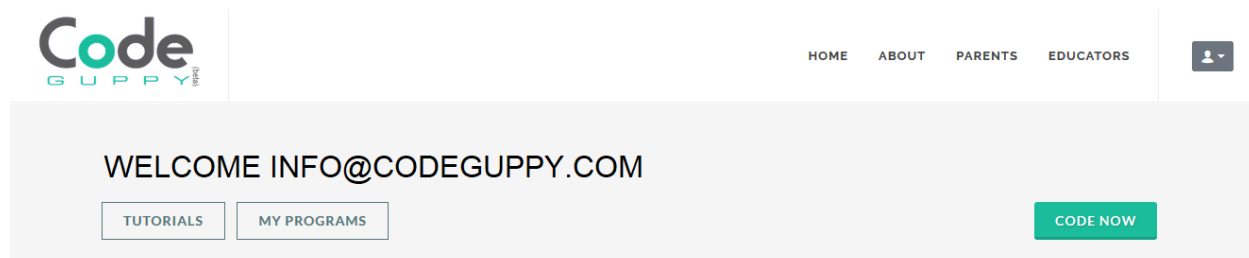 Code
GUPPY (beta)
HOME ABOUT PARENTS EDUCATORS
WELCOME INFO@CODEGUPPY.COM
TUTORIALS MY PROGRAMS CODE NOW